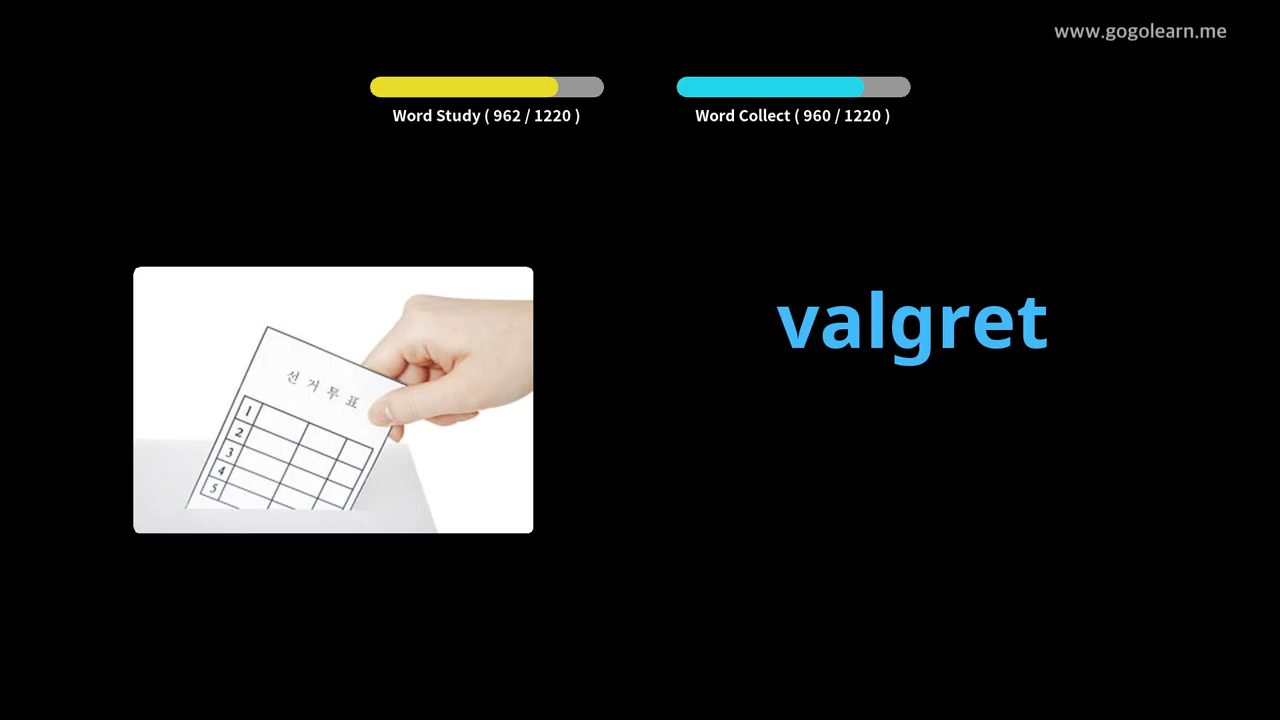 www.gogolearn.me
Word Study ( 962 / 1220 )
Word Collect ( 960 / 1220 )
valgret
선거투표
1
2
3
4
5